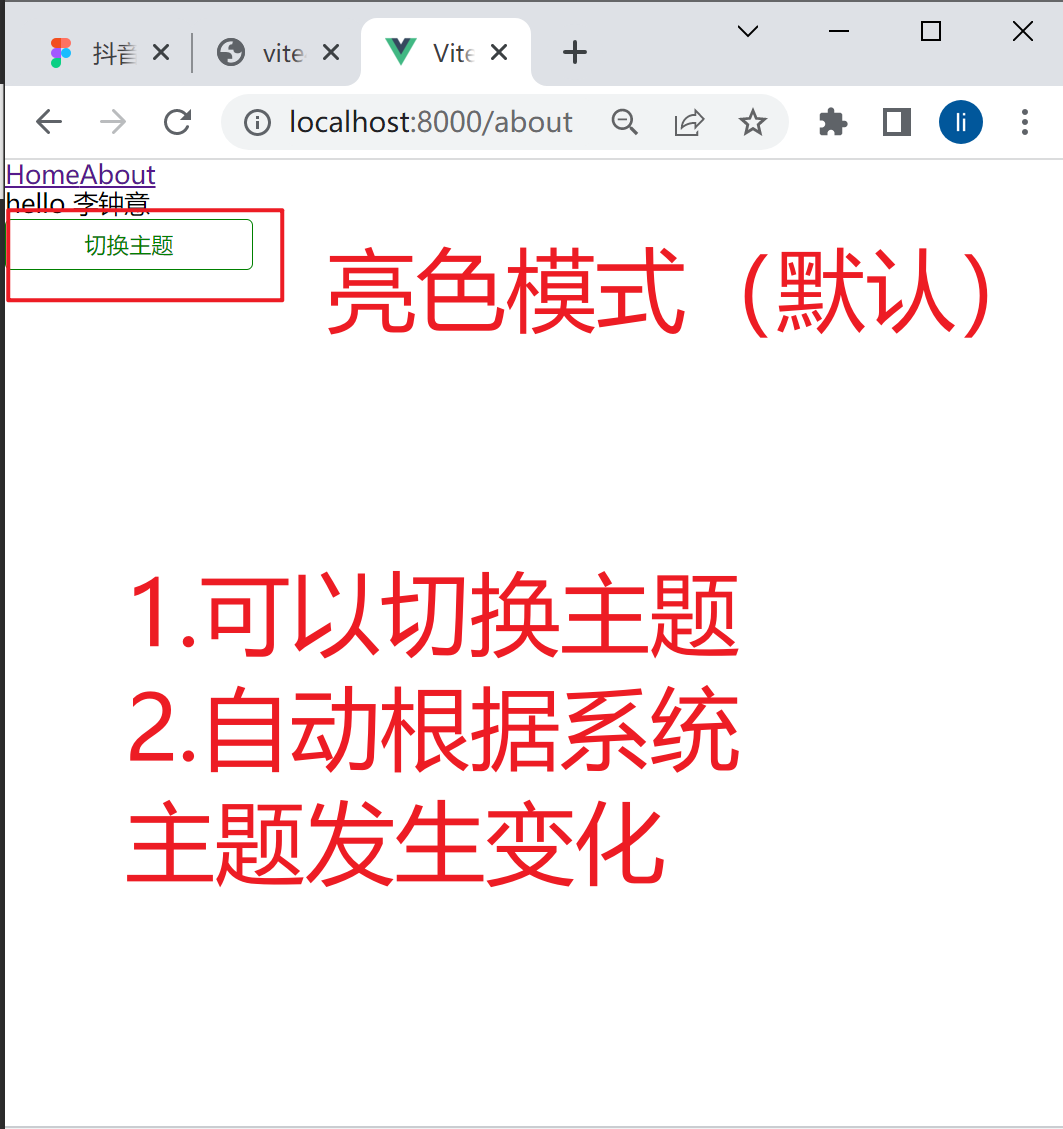 抖音
vite
Vite
localhost:8000/about
li
HomeAbout
hello 李钟意
切换主题
亮色模式（默认）
1.可以切换主题
2.自动根据系统
主题发生变化